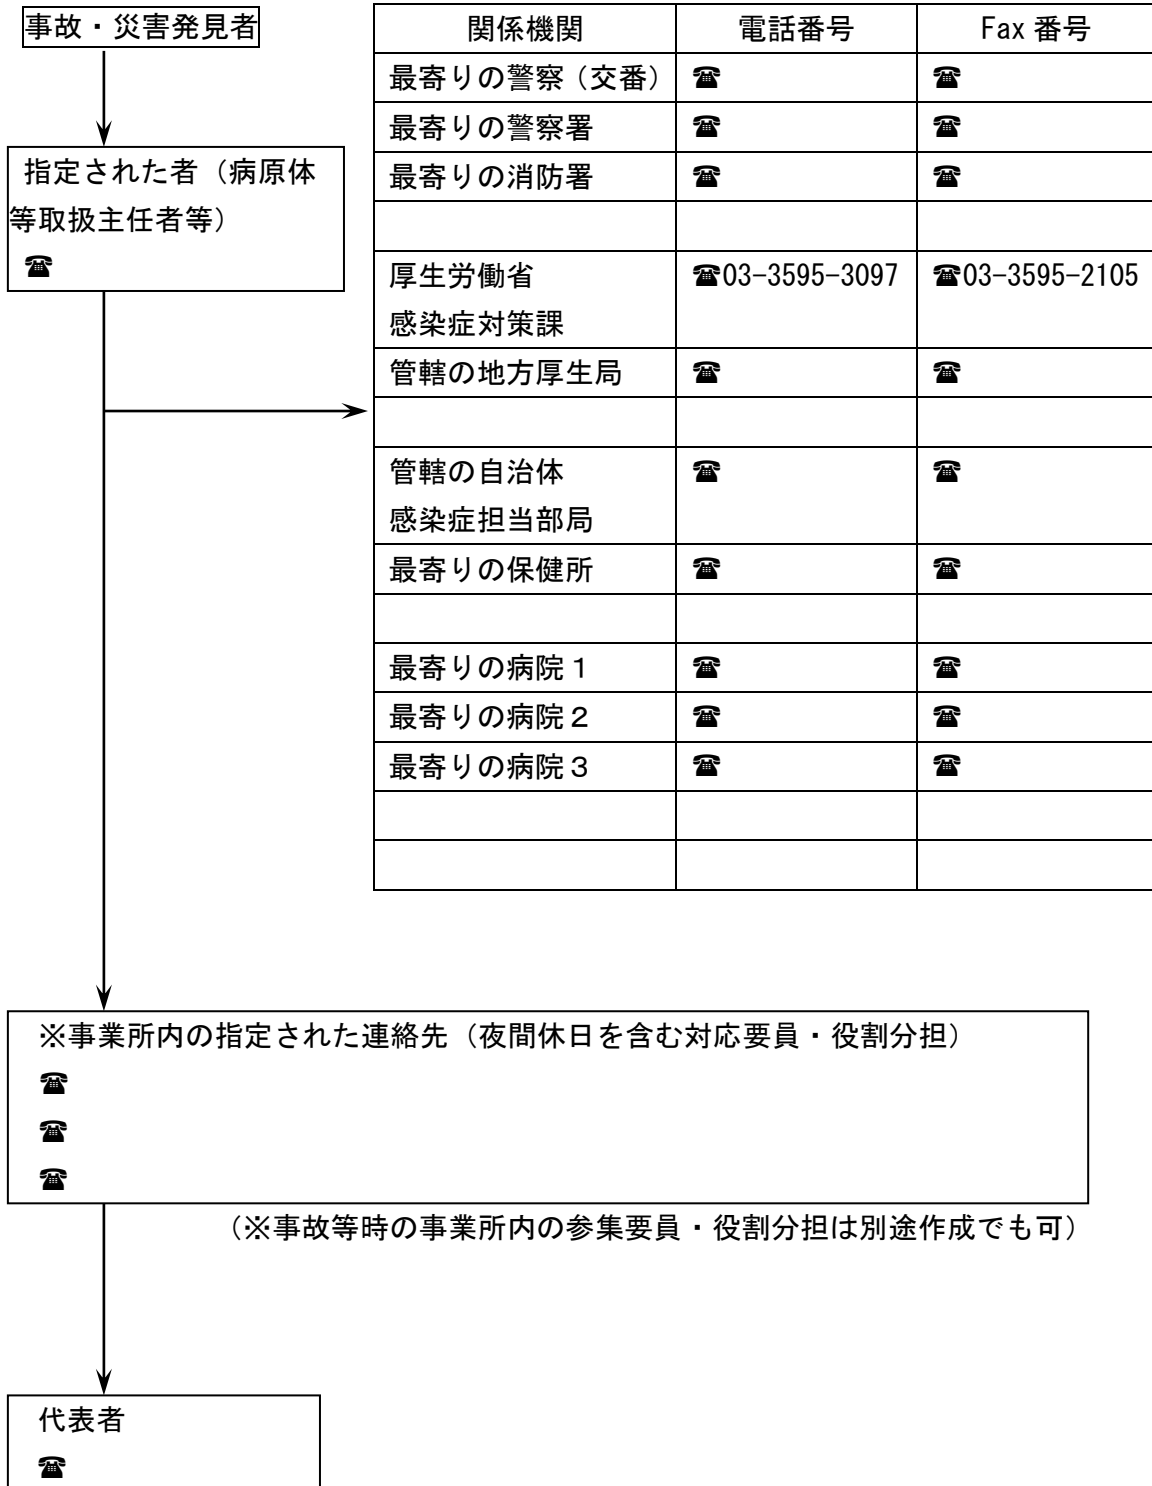 事故・災害発見者
指定された者（病原体
等取扱主任者等）
☎
関係機関 電話番号 Fax 番号
最寄りの警察（交番） ☎ ☎
最寄りの警察署 ☎ ☎
最寄りの消防署 ☎ ☎
厚生労働省 ☎03-3595-3097 ☎03-3595-2105
感染症対策課
管轄の地方厚生局 ☎ ☎
管轄の自治体 ☎ ☎
感染症担当部局
最寄りの保健所 ☎ ☎
最寄りの病院１ ☎ ☎
最寄りの病院２ ☎ ☎
最寄りの病院３ ☎ ☎
※事業所内の指定された連絡先（夜間休日を含む対応要員・役割分担）
☎
☎
☎
（※事故等時の事業所内の参集要員・役割分担は別途作成でも可）
代表者
☎